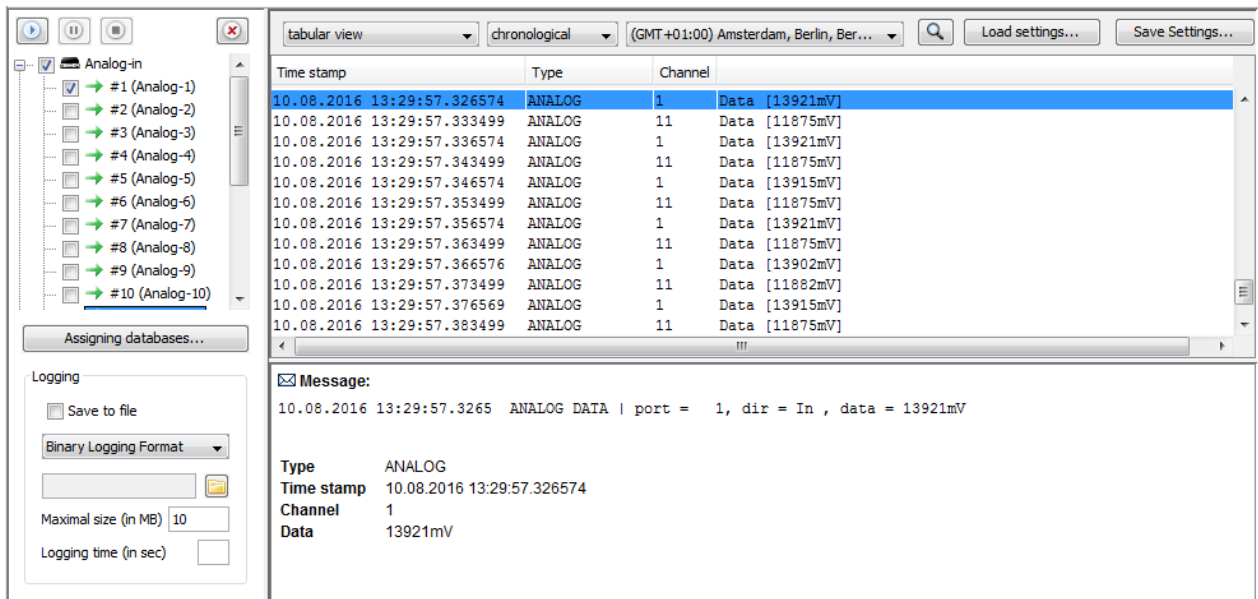 tabular view
chronological
(GMT+01:00) Amsterdam, Berlin, Ber...
Load settings...
Save Settings...
Analog-in
#1 (Analog-1)
#2 (Analog-2)
#3 (Analog-3)
#4 (Analog-4)
#5 (Analog-5)
#6 (Analog-6)
#7 (Analog-7)
#8 (Analog-8)
#9 (Analog-9)
#10 (Analog-10)
Assigning databases...
Logging
Save to file
Binary Logging Format
Maximal size (in MB) 10
Logging time (in sec)
Time stamp Type Channel
10.08.2016 13:29:57.326574 ANALOG 1 Data [13921mV]
10.08.2016 13:29:57.333499 ANALOG 11 Data [11875mV]
10.08.2016 13:29:57.336574 ANALOG 1 Data [13921mV]
10.08.2016 13:29:57.343499 ANALOG 11 Data [11875mV]
10.08.2016 13:29:57.346574 ANALOG 1 Data [13915mV]
10.08.2016 13:29:57.353499 ANALOG 11 Data [11875mV]
10.08.2016 13:29:57.356574 ANALOG 1 Data [13921mV]
10.08.2016 13:29:57.363499 ANALOG 11 Data [11875mV]
10.08.2016 13:29:57.366576 ANALOG 1 Data [13902mV]
10.08.2016 13:29:57.373499 ANALOG 11 Data [11882mV]
10.08.2016 13:29:57.376569 ANALOG 1 Data [13915mV]
10.08.2016 13:29:57.383499 ANALOG 11 Data [11875mV]
Message:
10.08.2016 13:29:57.3265 ANALOG DATA | port = 1, dir = In , data = 13921mV
Type ANALOG
Time stamp 10.08.2016 13:29:57.326574
Channel 1
Data 13921mV